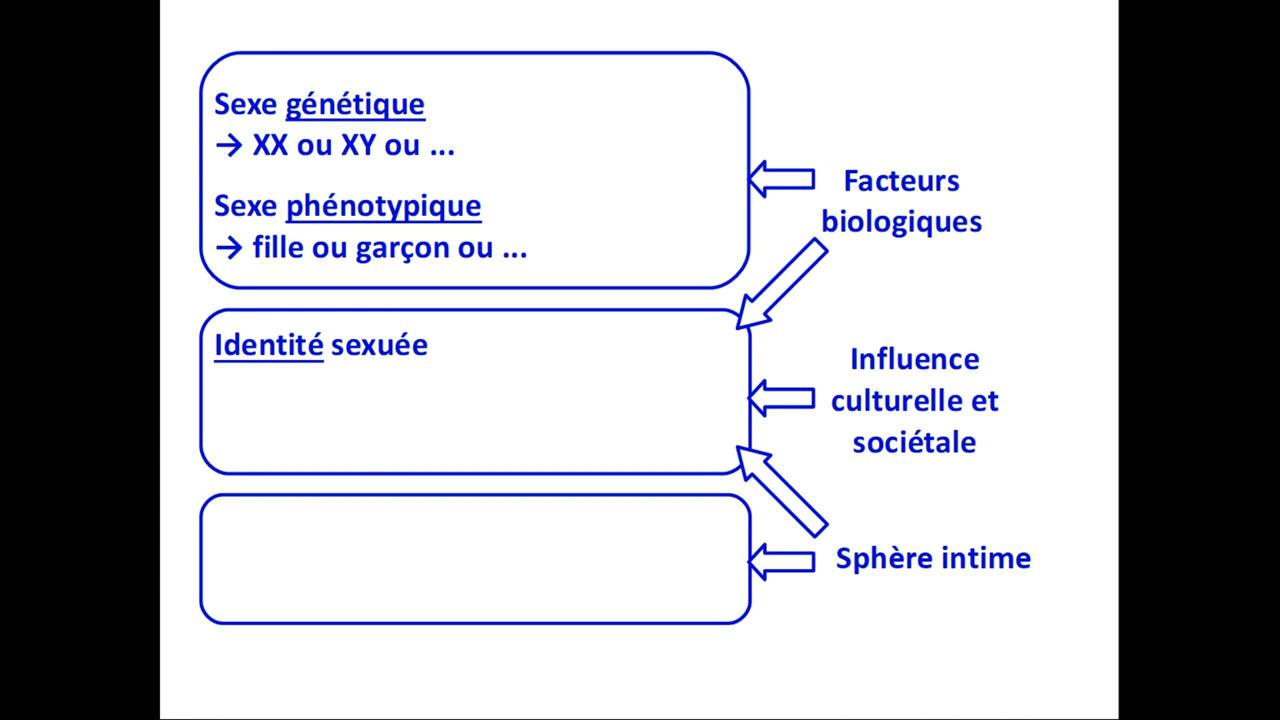 Sexe génétique
→ XX ou XY ou ...
Sexe phénotypique
→ fille ou garçon ou ...
Identité sexuée
Facteurs
biologiques
Influence
culturelle et
sociétale
Sphère intime